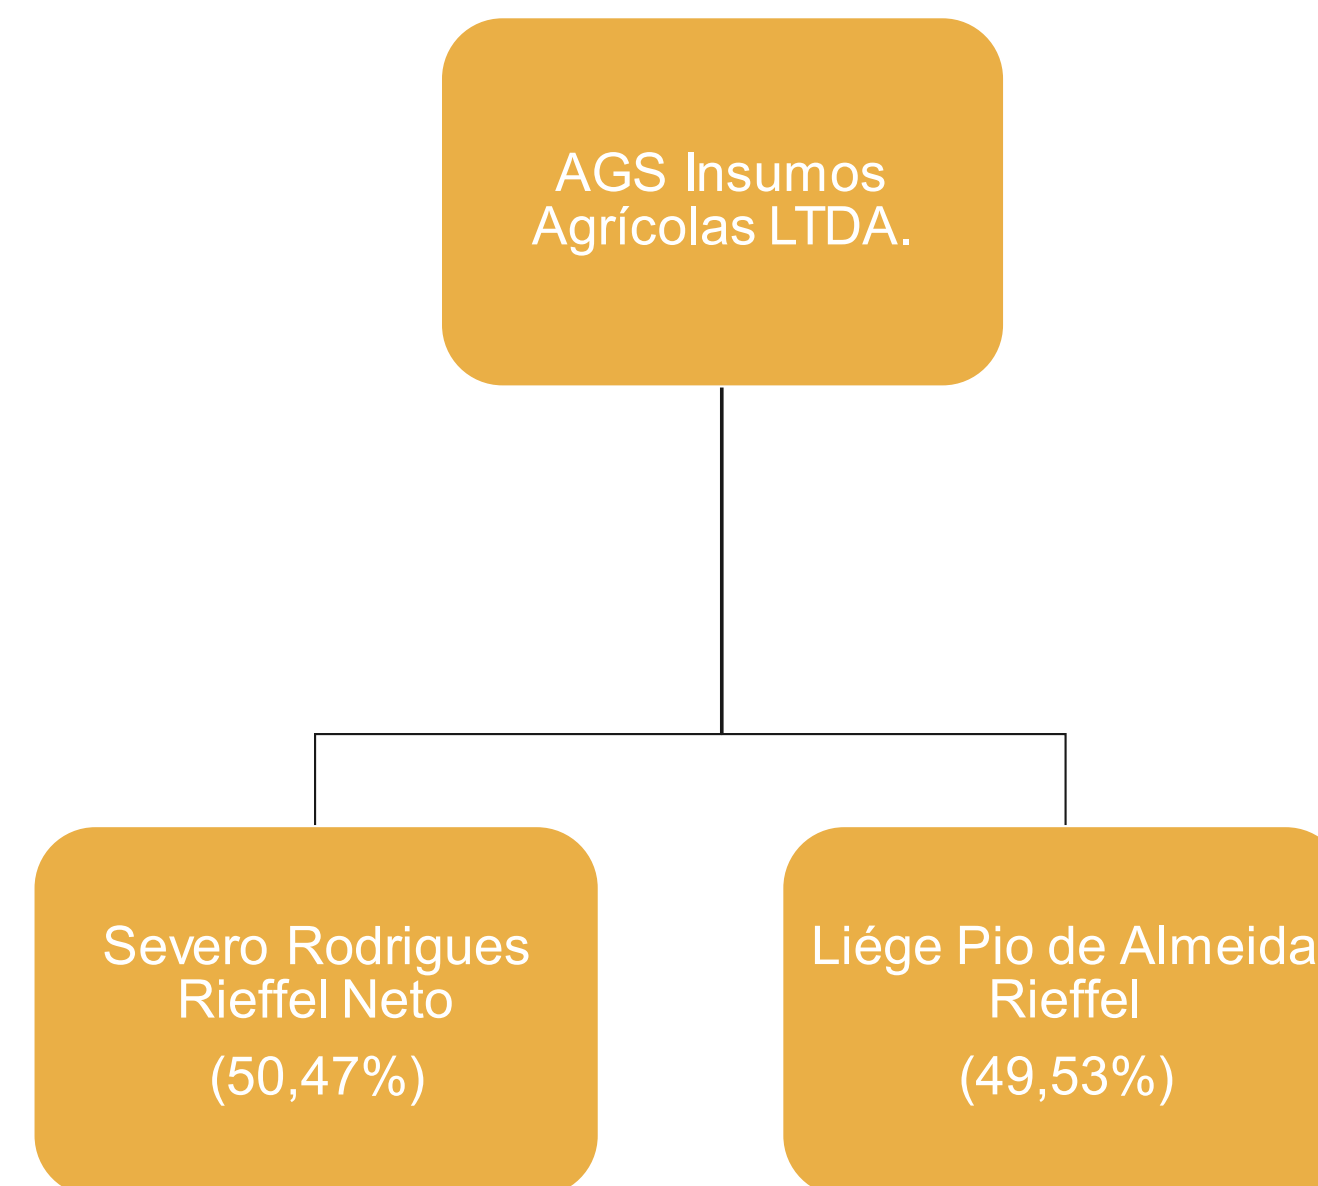 AGS Insumos
Agrícolas LTDA.
Severo Rodrigues
Rieffel Neto
(50,47%)
Liége Pio de Almeida
Rieffel
(49,53%)